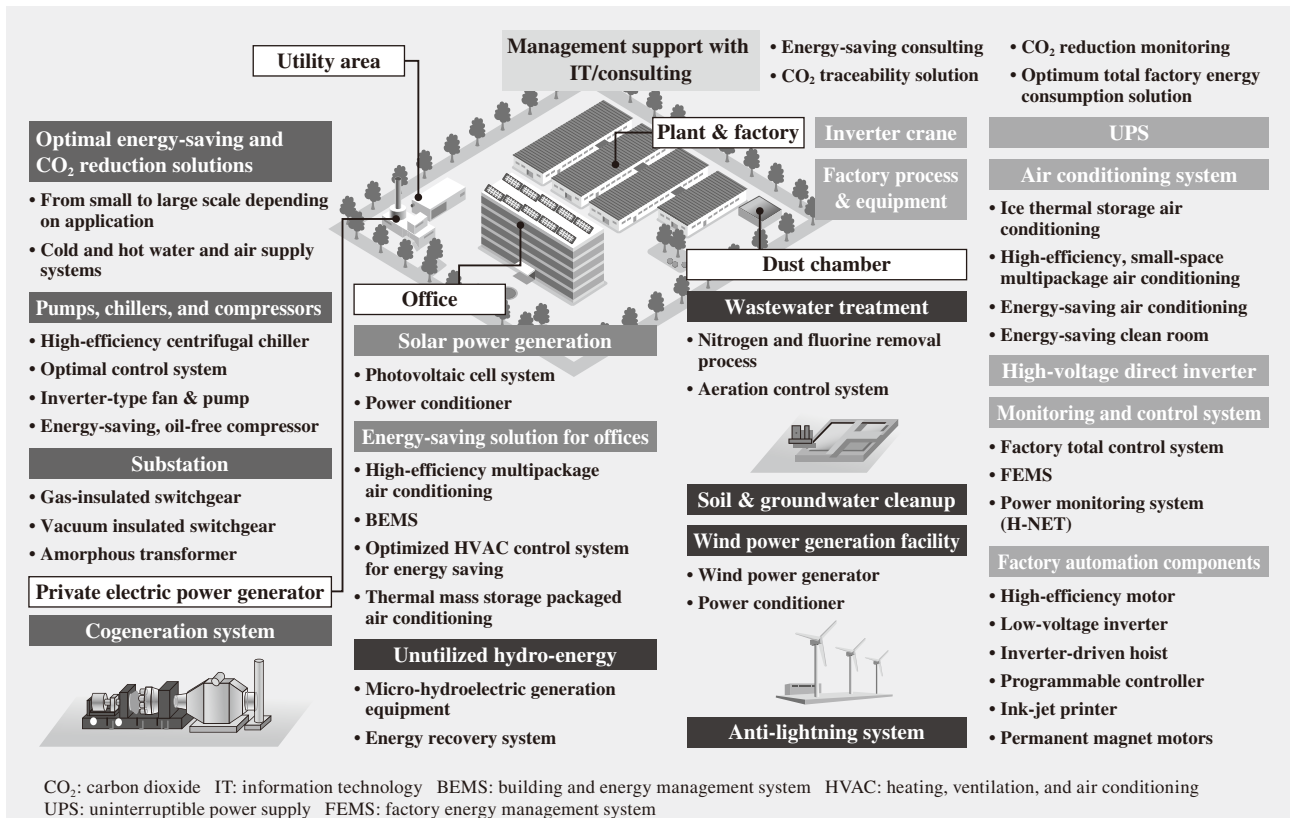 Utility area
Management support with
IT/consulting
• Energy-saving consulting
• CO₂ traceability solution
• CO₂ reduction monitoring
• Optimum total factory energy
consumption solution
Plant & factory
Optimal energy-saving and
CO₂ reduction solutions
• From small to large scale depending
on application
• Cold and hot water and air supply
systems
Pumps, chillers, and compressors
• High-efficiency centrifugal chiller
• Optimal control system
• Inverter-type fan & pump
• Energy-saving, oil-free compressor
Substation
• Gas-insulated switchgear
• Vacuum insulated switchgear
• Amorphous transformer
Private electric power generator
Cogeneration system
Office
Solar power generation
• Photovoltaic cell system
• Power conditioner
Energy-saving solution for offices
• High-efficiency multipackage
air conditioning
• BEMS
• Optimized HVAC control system
for energy saving
• Thermal mass storage packaged
air conditioning
Unutilized hydro-energy
• Micro-hydroelectric generation
equipment
• Energy recovery system
Inverter crane
Factory process
& equipment
Dust chamber
Wastewater treatment
• Nitrogen and fluorine removal
process
• Aeration control system
Soil & groundwater cleanup
Wind power generation facility
• Wind power generator
• Power conditioner
Anti-lightning system
UPS
Air conditioning system
• Ice thermal storage air
conditioning
• High-efficiency, small-space
multipackage air conditioning
• Energy-saving air conditioning
• Energy-saving clean room
High-voltage direct inverter
Monitoring and control system
• Factory total control system
• FEMS
• Power monitoring system
(H-NET)
Factory automation components
• High-efficiency motor
• Low-voltage inverter
• Inverter-driven hoist
• Programmable controller
• Ink-jet printer
• Permanent magnet motors
CO₂: carbon dioxide IT: information technology BEMS: building and energy management system HVAC: heating, ventilation, and air conditioning
UPS: uninterruptible power supply FEMS: factory energy management system